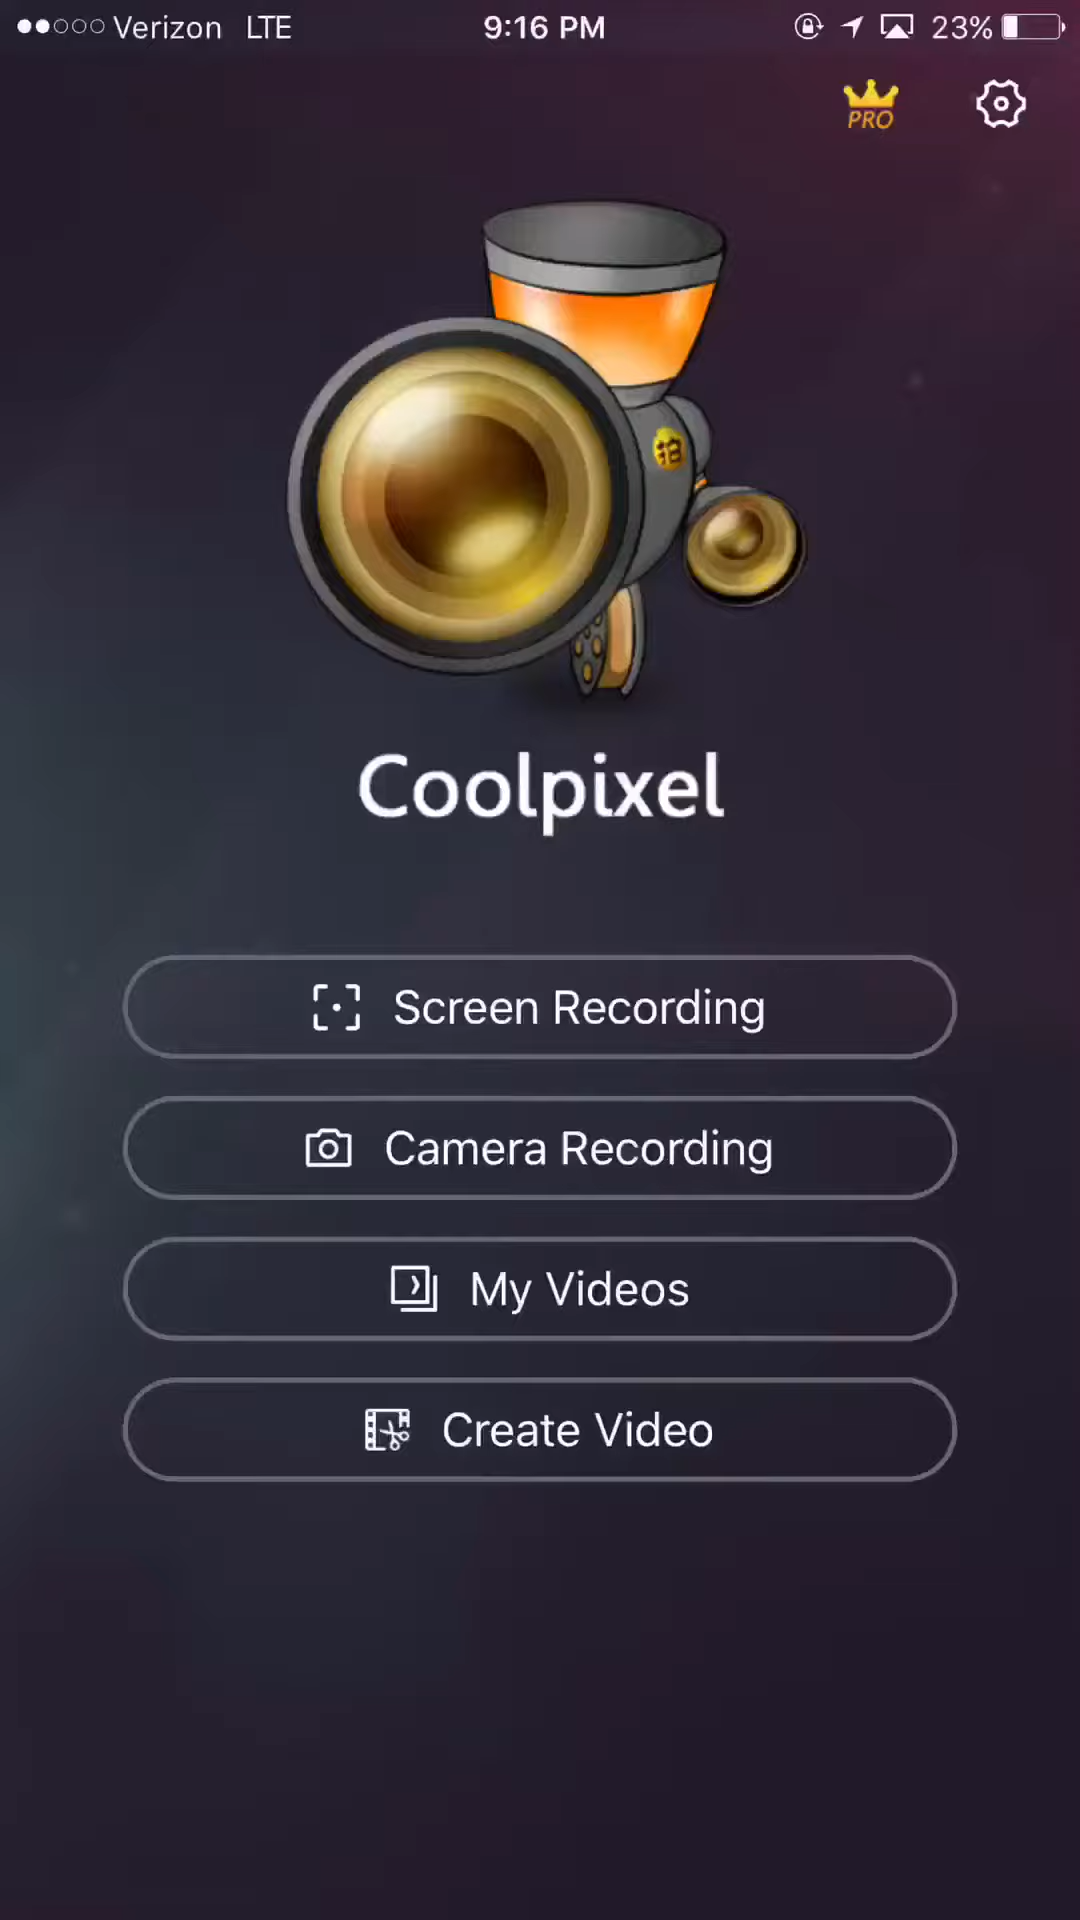 Verizon LTE 9:16 PM 23%
PRO
Coolpixel
Screen Recording
Camera Recording
My Videos
Create Video